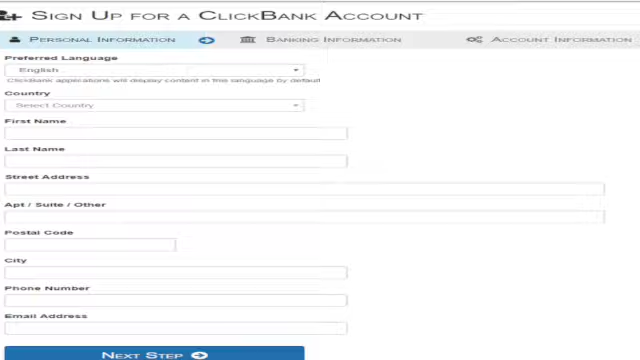 SIGN UP FOR A CLICKBANK ACCOUNT
PERSONAL INFORMATION BANKING INFORMATION ACCOUNT INFORMATION
Preferred Language
English
ClickBank applications will display content in this language by default
Country
Select Country
First Name
Last Name
Street Address
Apt / Suite / Other
Postal Code
City
Phone Number
Email Address
NEXT STEP